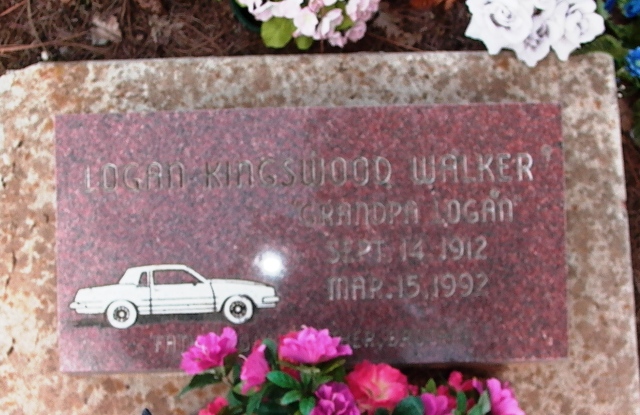 LOGAN KINGSWOOD WALKER
"GRANDPA LOGAN"
SEPT. 14 1912
MAR. 15, 1992